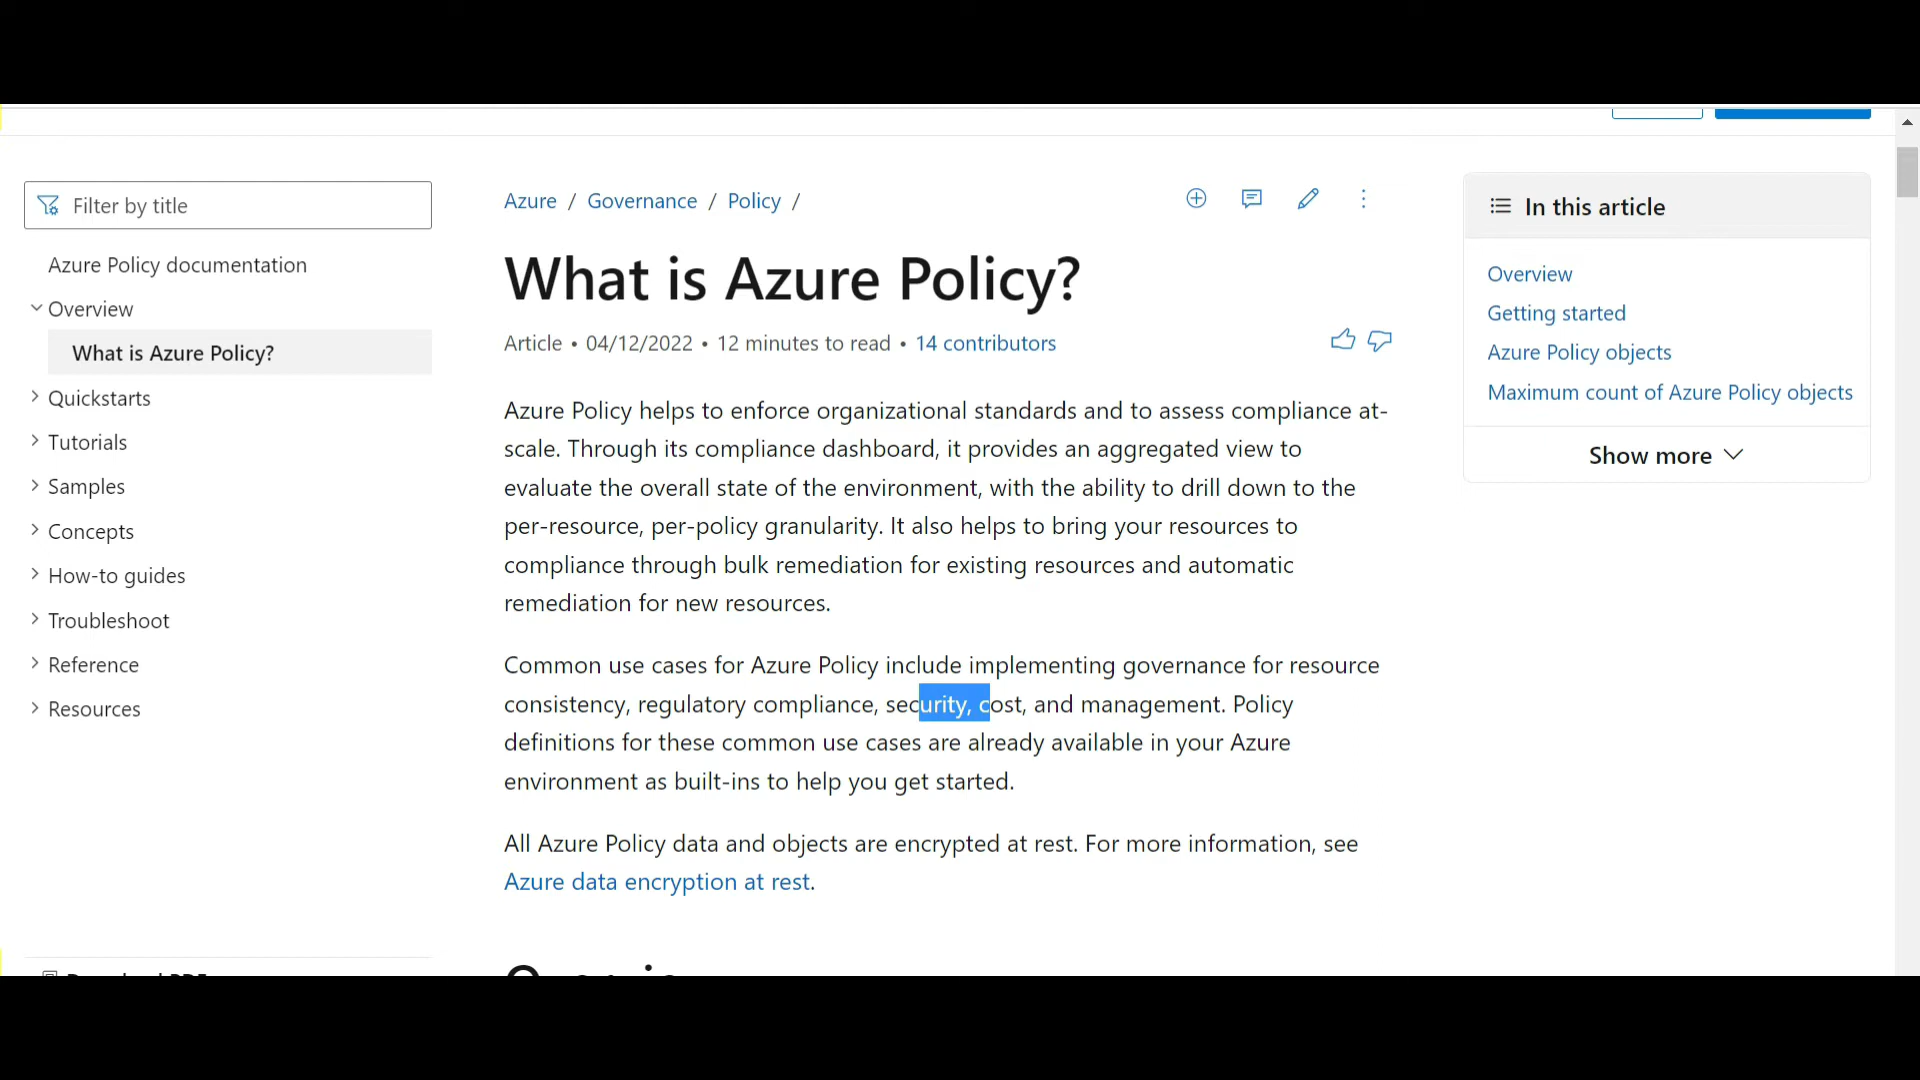 Filter by title
Azure Policy documentation
Overview
What is Azure Policy?
Quickstarts
Tutorials
Samples
Concepts
How-to guides
Troubleshoot
Reference
Resources
Azure / Governance / Policy /
What is Azure Policy?
Article • 04/12/2022 • 12 minutes to read • 14 contributors
Azure Policy helps to enforce organizational standards and to assess compliance at-
scale. Through its compliance dashboard, it provides an aggregated view to
evaluate the overall state of the environment, with the ability to drill down to the
per-resource, per-policy granularity. It also helps to bring your resources to
compliance through bulk remediation for existing resources and automatic
remediation for new resources.
Common use cases for Azure Policy include implementing governance for resource
consistency, regulatory compliance, security, cost, and management. Policy
definitions for these common use cases are already available in your Azure
environment as built-ins to help you get started.
All Azure Policy data and objects are encrypted at rest. For more information, see
Azure data encryption at rest.
In this article
Overview
Getting started
Azure Policy objects
Maximum count of Azure Policy objects
Show more